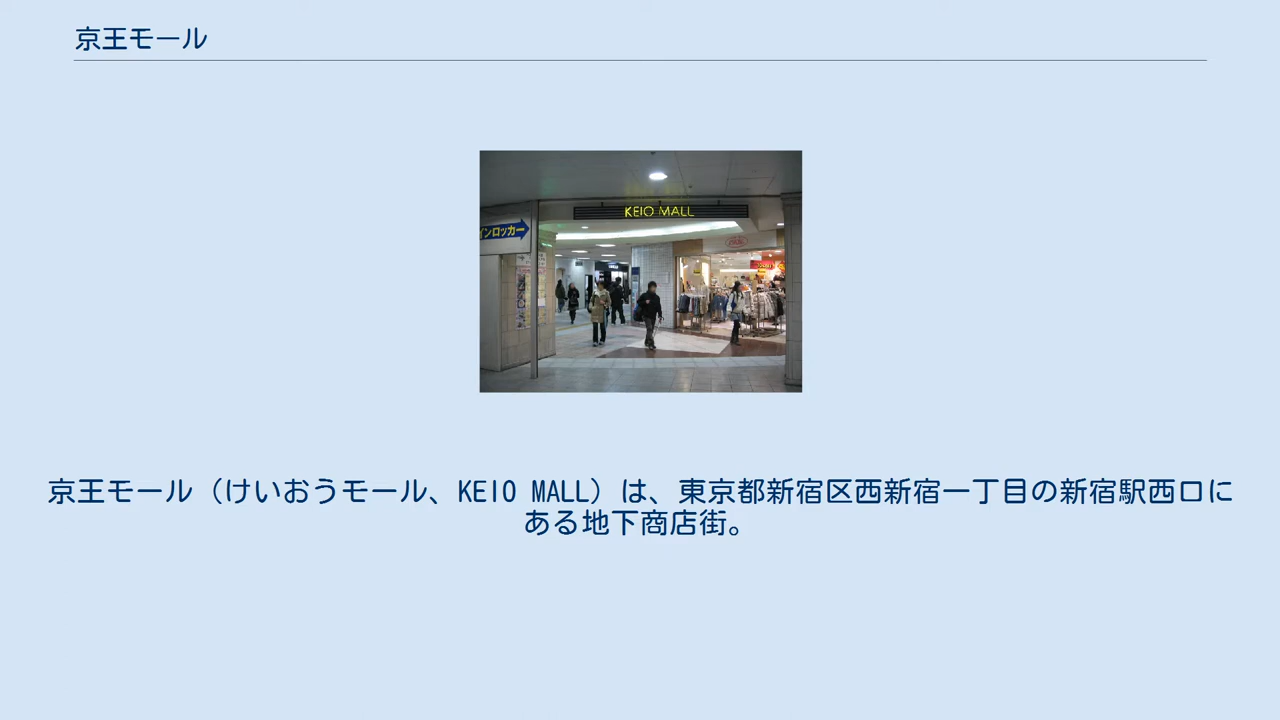 京王モール
KEIO MALL
インロッカー
京王モール（けいおうモール、KEIO MALL）は、東京都新宿区西新宿一丁目の新宿駅西口に
ある地下商店街。